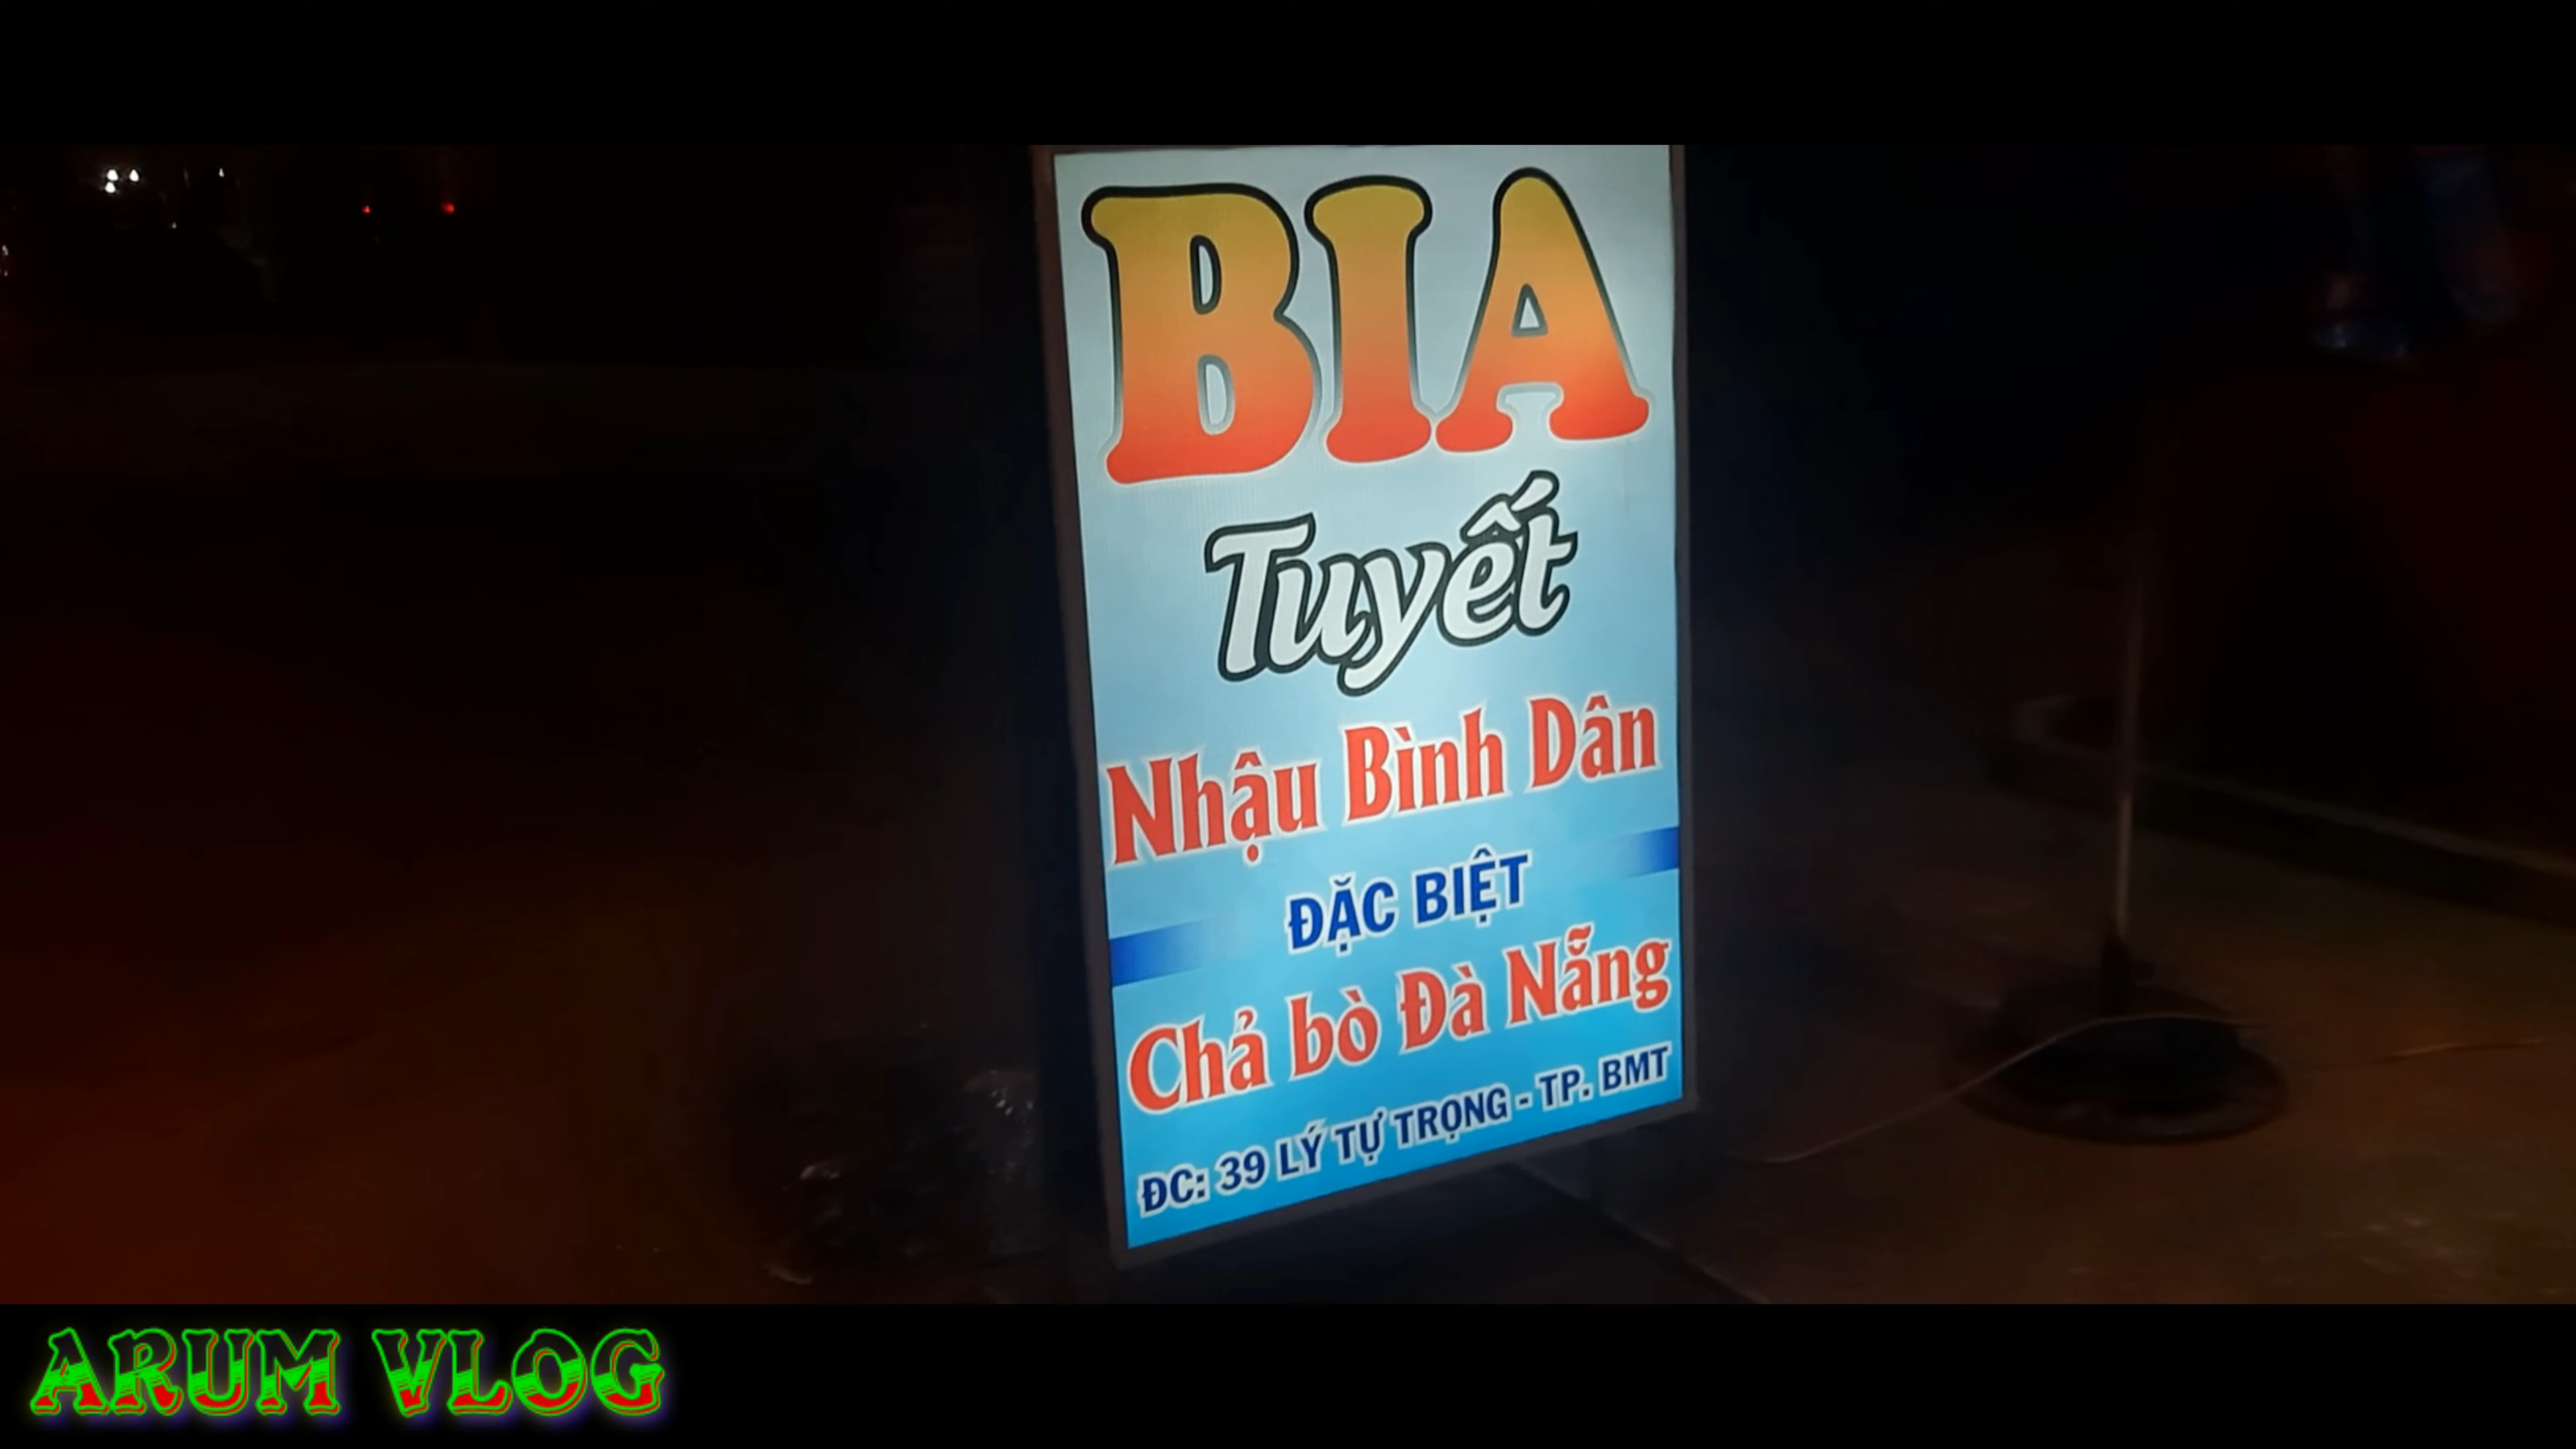 BIA
Tuyết
Nhậu Bình Dân
ĐẶC BIỆT
Chả bò Đà Nẵng
ĐC: 39 LÝ TỰ TRỌNG - TP. BMT
ARUM VLOG